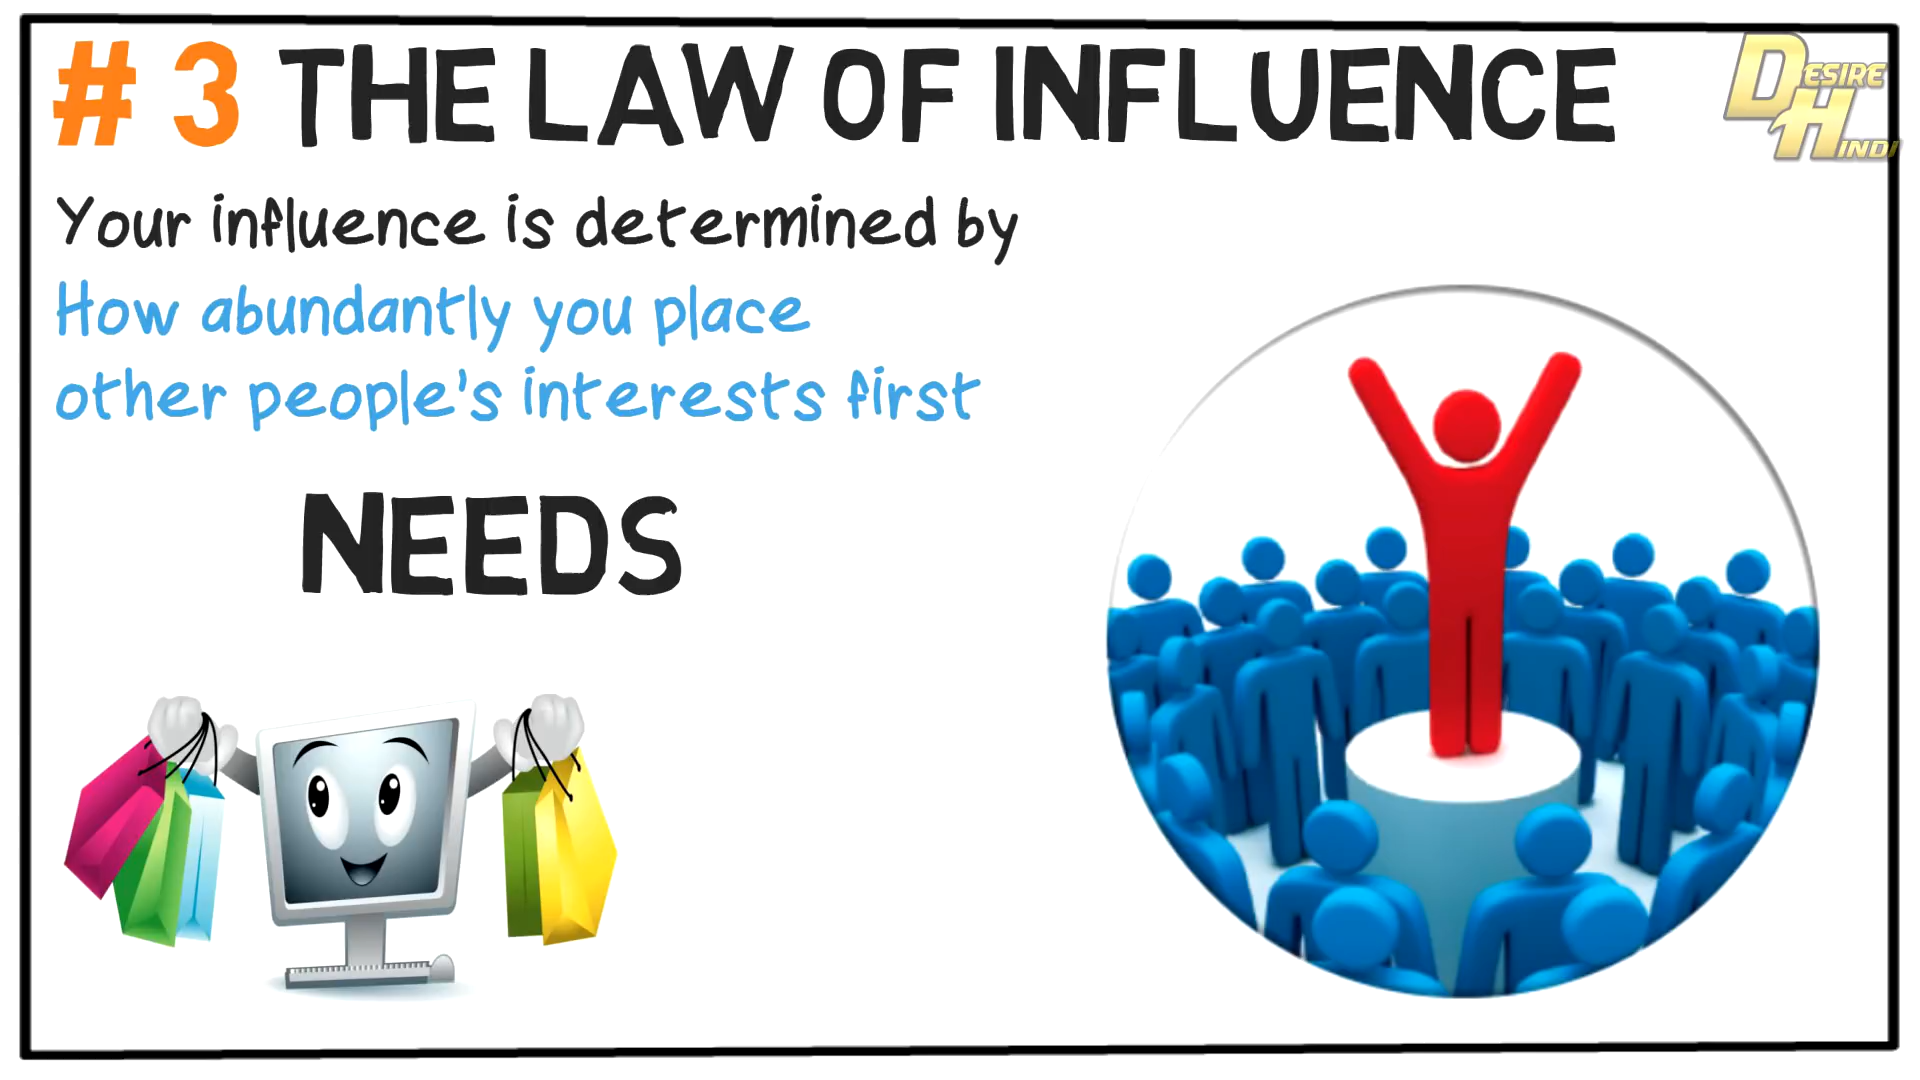 # 3 THE LAW OF INFLUENCE
DESIRE
HINDI
Your influence is determined by
How abundantly you place
other people's interests first
NEEDS